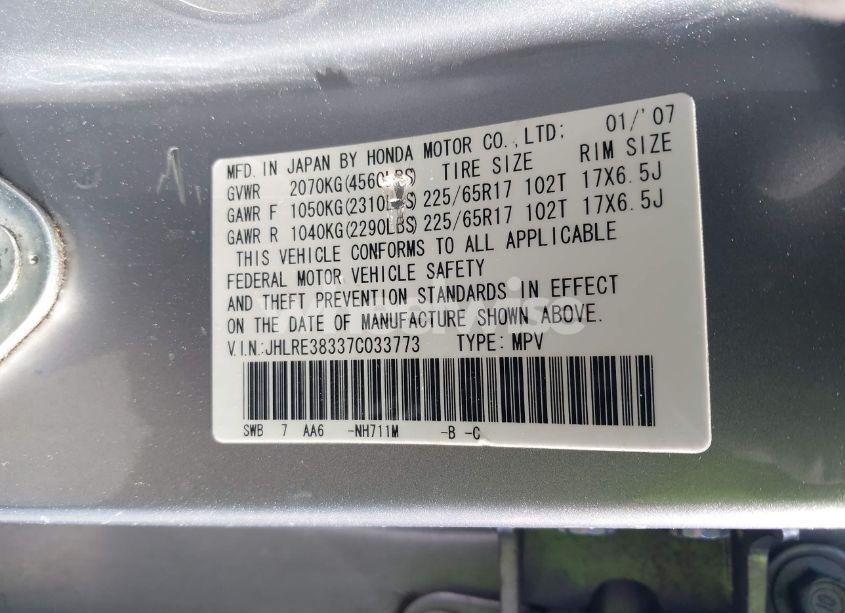 MFD. IN JAPAN BY HONDA MOTOR CO.,LTD; 01/'07
GVWR 2070KG(4560LBS) TIRE SIZE RIM SIZE
GAWR F 1050KG(2310LBS) 225/65R17 102T 17X6.5J
GAWR R 1040KG(2290LBS) 225/65R17 102T 17X6.5J
THIS VEHICLE CONFORMS TO ALL APPLICABLE
FEDERAL MOTOR VEHICLE SAFETY
AND THEFT PREVENTION STANDARDS IN EFFECT
ON THE DATE OF MANUFACTURE SHOWN ABOVE.
V.I.N.:JHLRE38337C033773 TYPE: MPV
SWB 7 AA6 -NH711M -B -C